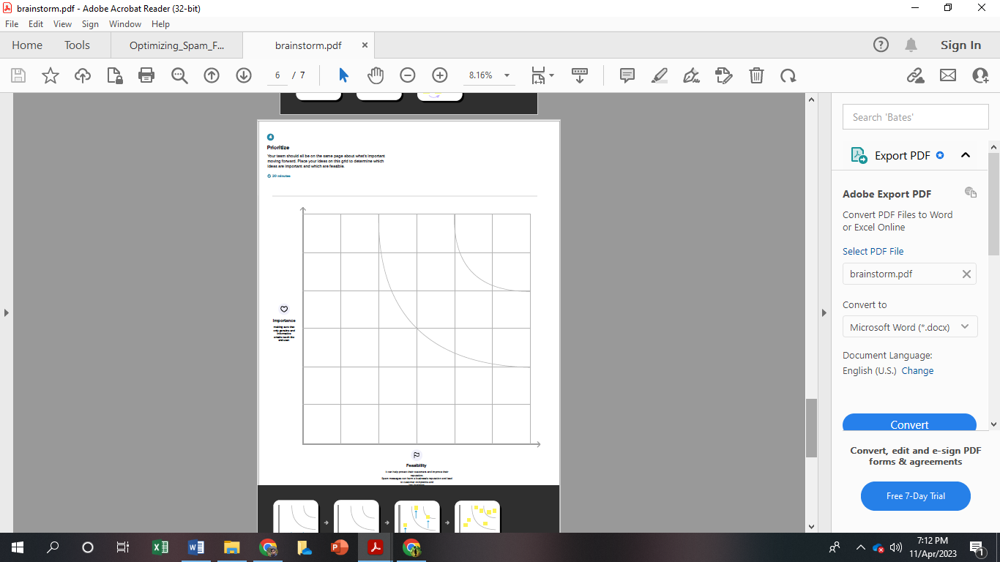 brainstorm.pdf - Adobe Acrobat Reader (32-bit)
File Edit View Sign Window Help
Home Tools Optimizing_Spam_F... brainstorm.pdf Sign In
6 / 7 8.16%
Search 'Bates'
Export PDF
Adobe Export PDF
Convert PDF Files to Word
or Excel Online
Select PDF File
brainstorm.pdf
Convert to
Microsoft Word (*.docx)
Document Language:
English (U.S.) Change
Convert
Convert, edit and e-sign PDF
forms & agreements
Free 7-Day Trial
4
Prioritize
Your team should all be on the same page about what's important
moving forward. Place your ideas on this grid to determine which
ideas are important and which are feasible.
20 minutes
Importance
making sure that
only genuine and
informative
emails reach the
end user
Feasibility
It can help protect their customers and improve their
reputation.
Spam messages can harm a business's reputation and lead
to customer complaints and
7:12 PM
11/Apr/2023
1